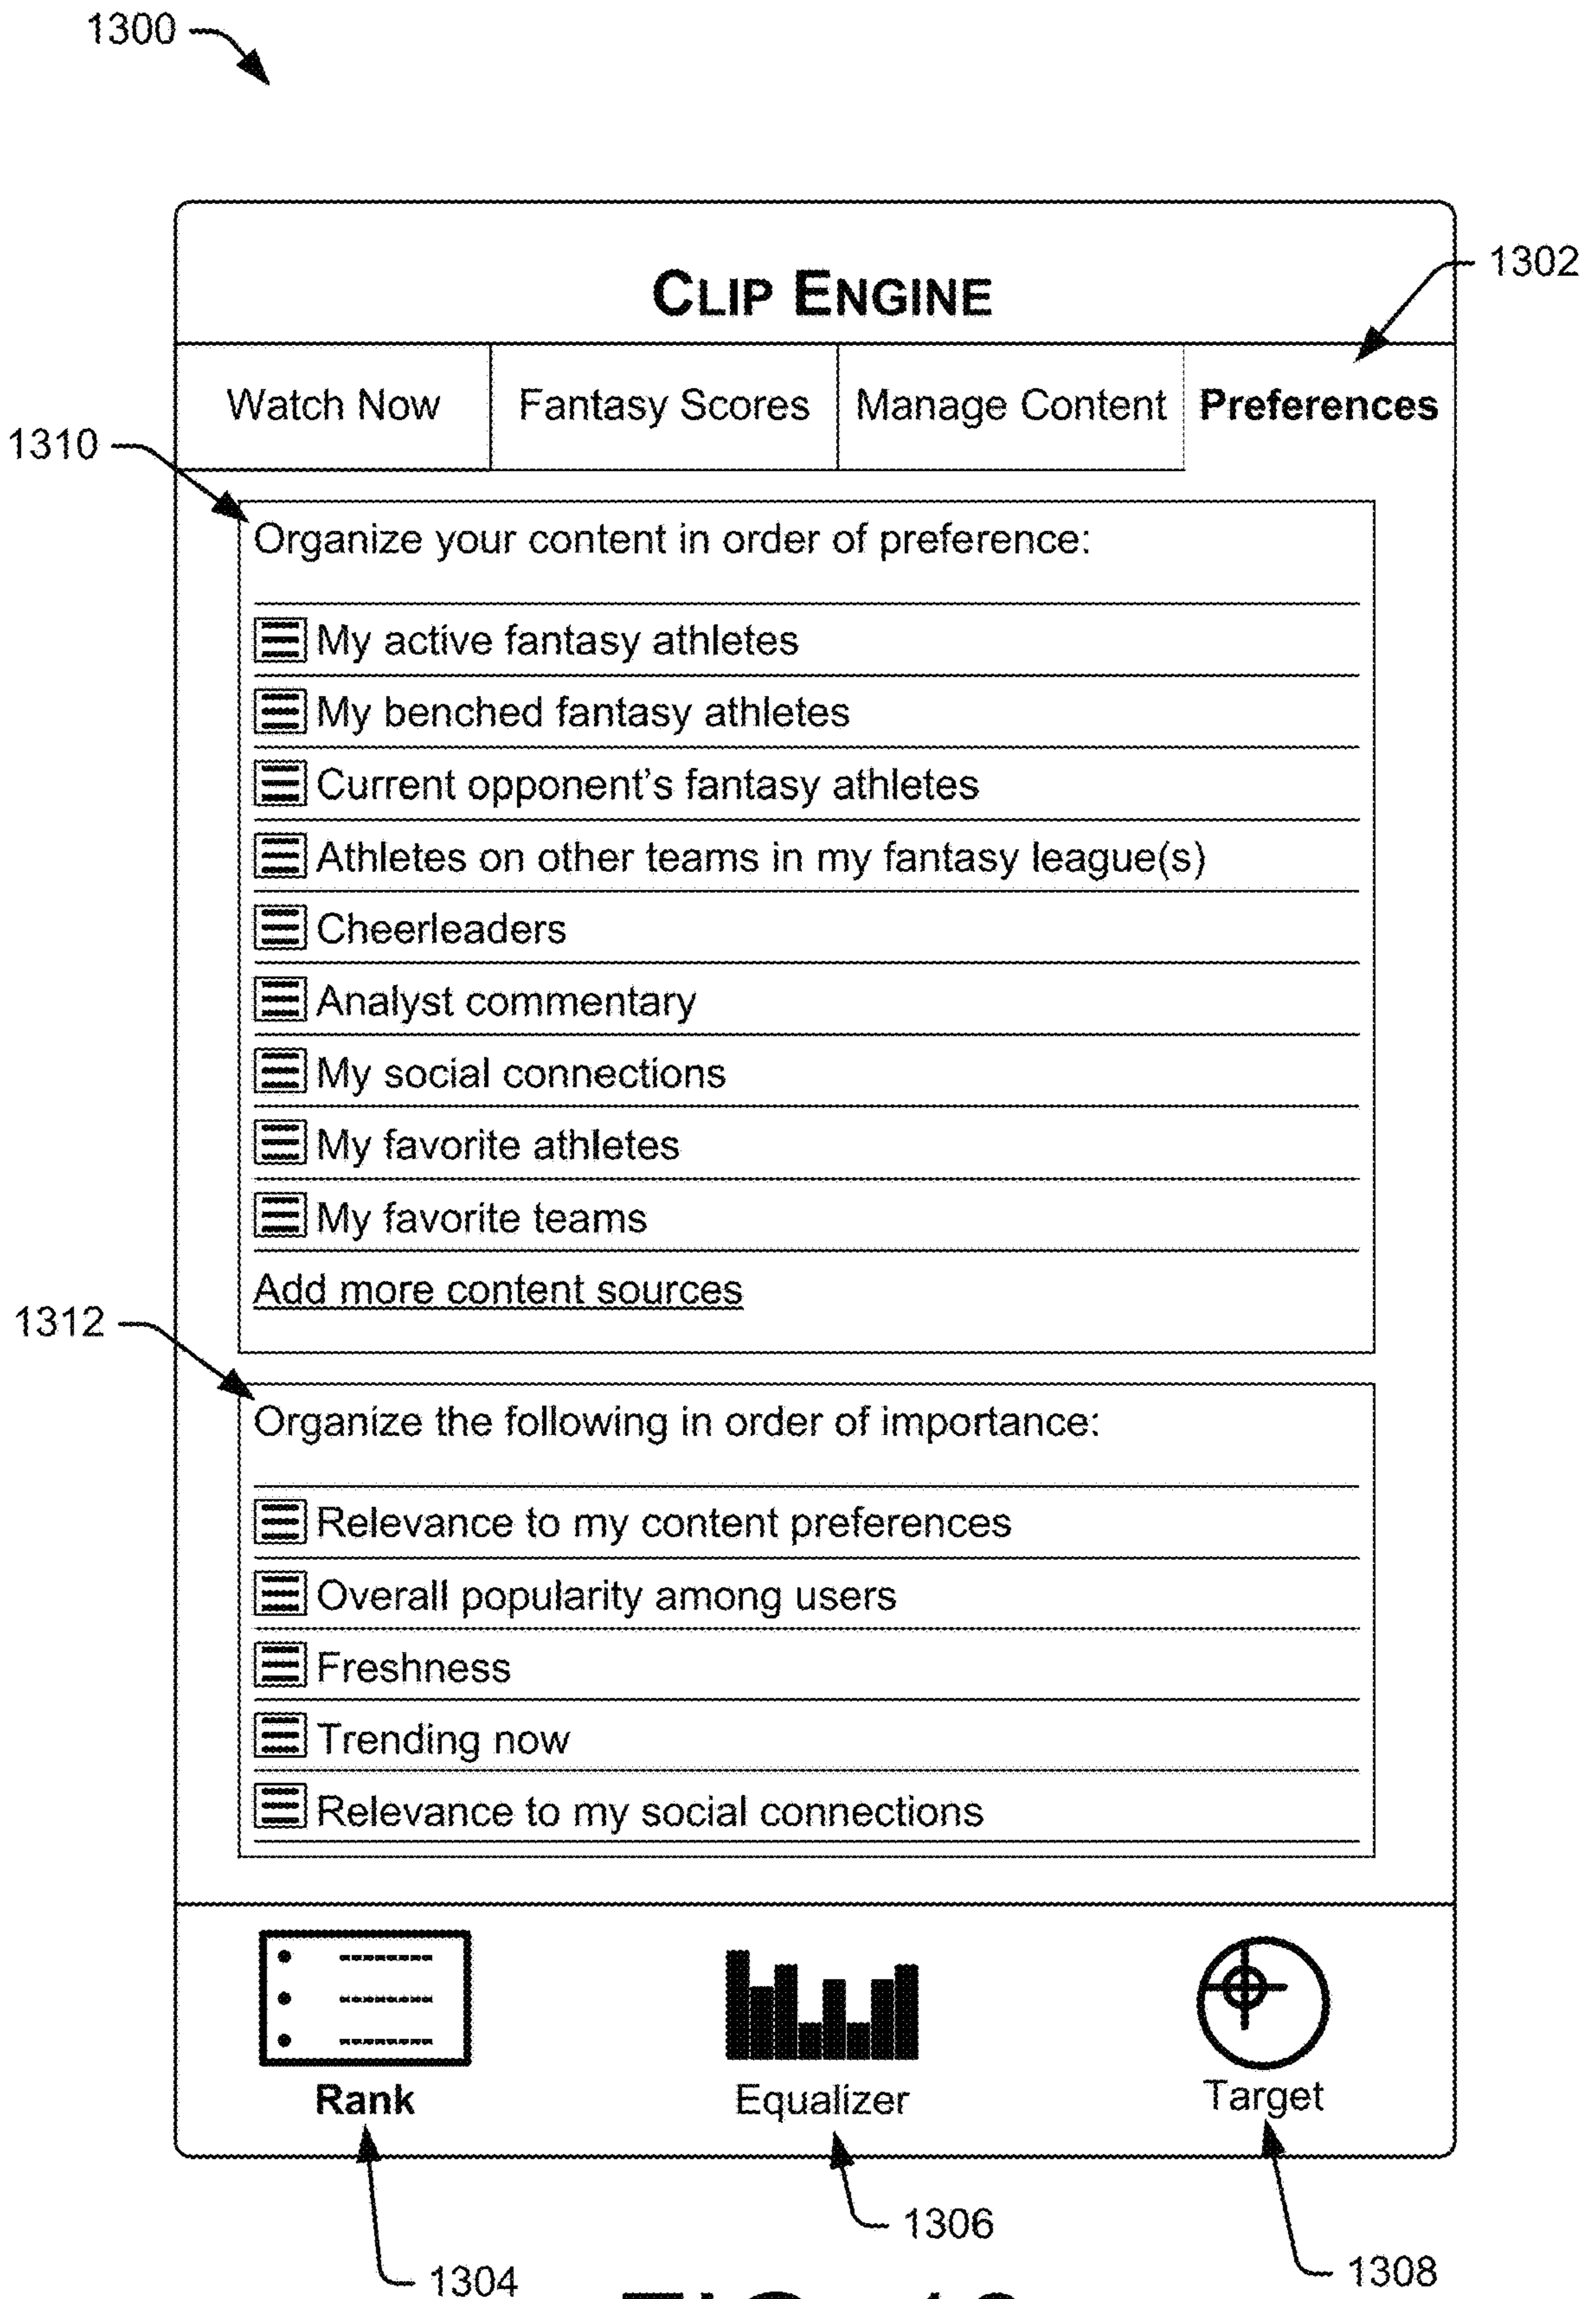 1300
CLIP ENGINE
1302
Watch Now Fantasy Scores Manage Content Preferences
1310
Organize your content in order of preference:
My active fantasy athletes
My benched fantasy athletes
Current opponent's fantasy athletes
Athletes on other teams in my fantasy league(s)
Cheerleaders
Analyst commentary
My social connections
My favorite athletes
My favorite teams
Add more content sources
1312
Organize the following in order of importance:
Relevance to my content preferences
Overall popularity among users
Freshness
Trending now
Relevance to my social connections
Rank Equalizer Target
1306
1304
1308